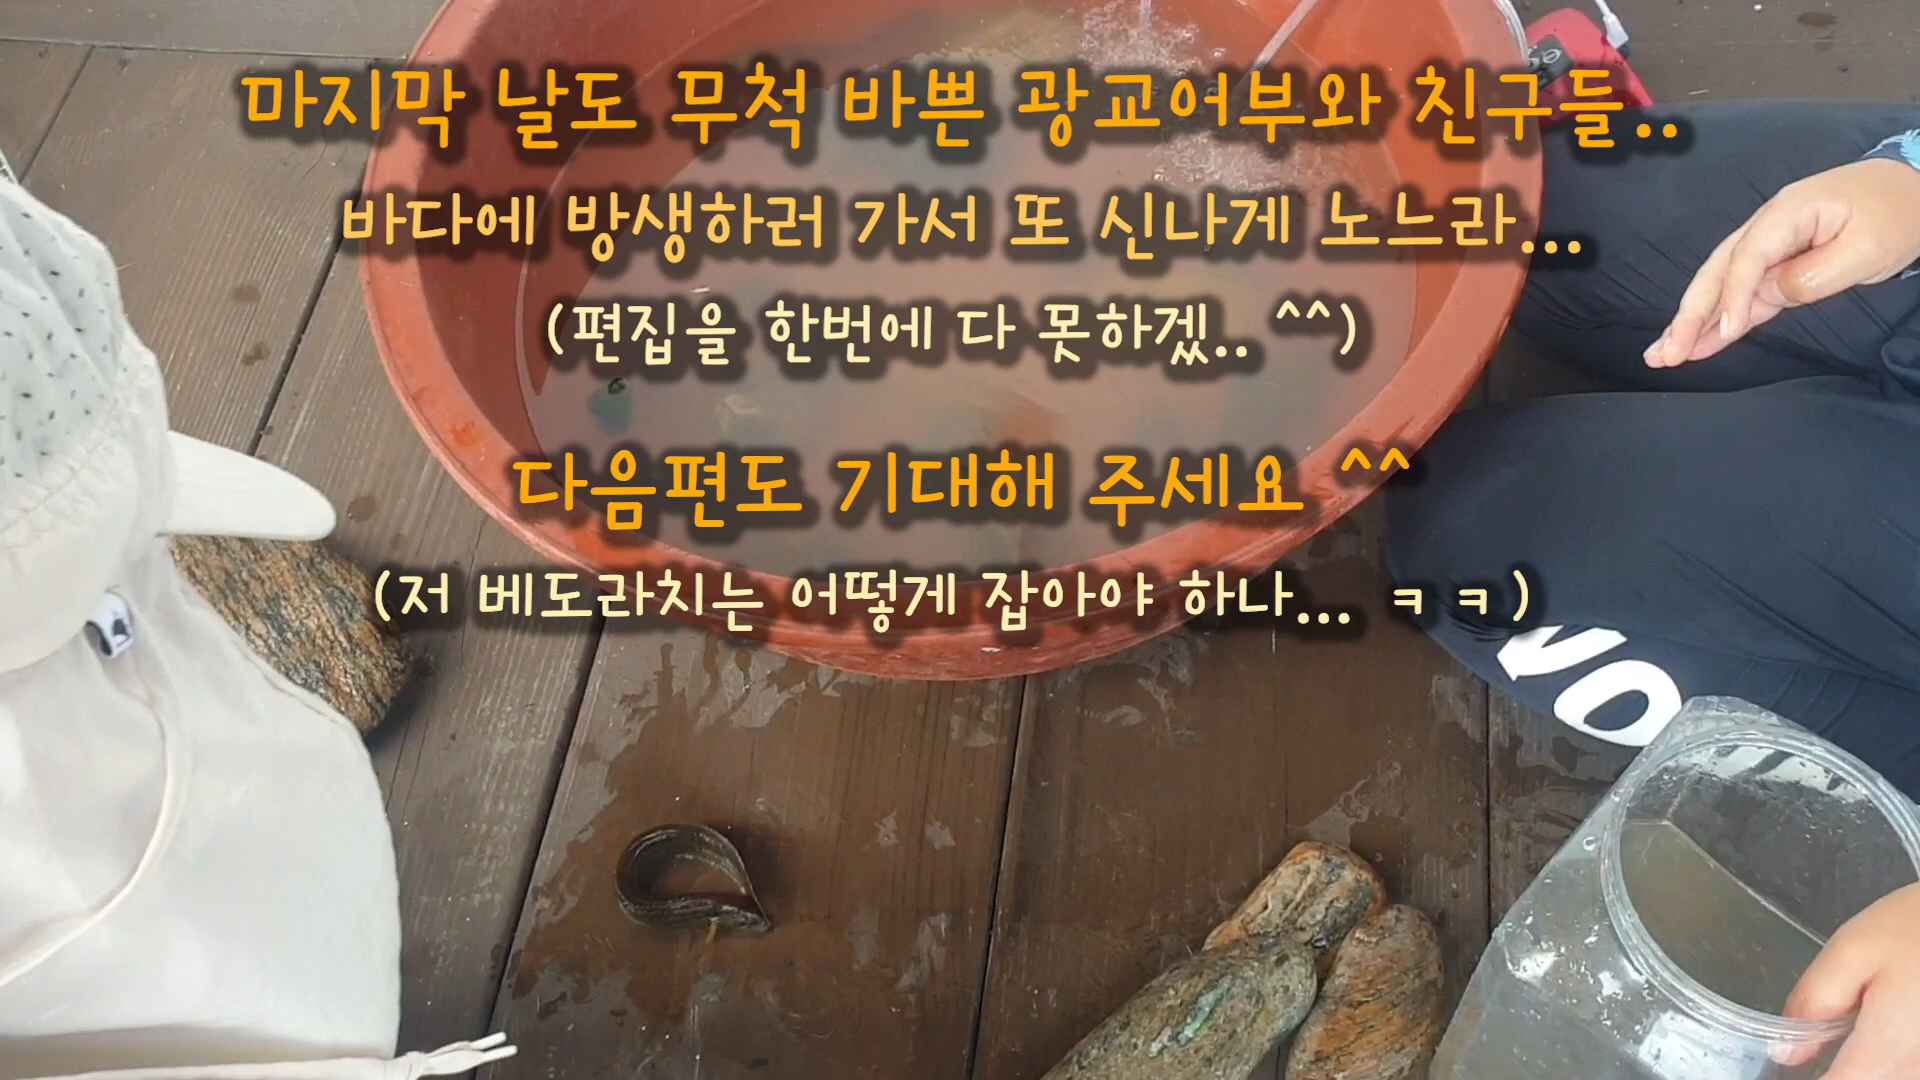 마지막 날도 무척 바쁜 광교어부와 친구들..
바다에 방생하러 가서 또 신나게 노느라...
(편집을 한번에 다 못하겠.. ^^)
다음편도 기대해 주세요 ^^
(저 베도라치는 어떻게 잡아야 하나... ㅋㅋ)